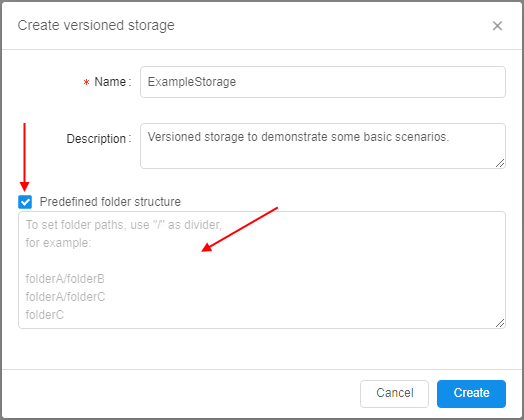 Create versioned storage
* Name:
ExampleStorage
Description:
Versioned storage to demonstrate some basic scenarios.
Predefined folder structure
To set folder paths, use "/" as divider,
for example:
folderA/folderB
folderA/folderC
folderC
Cancel
Create